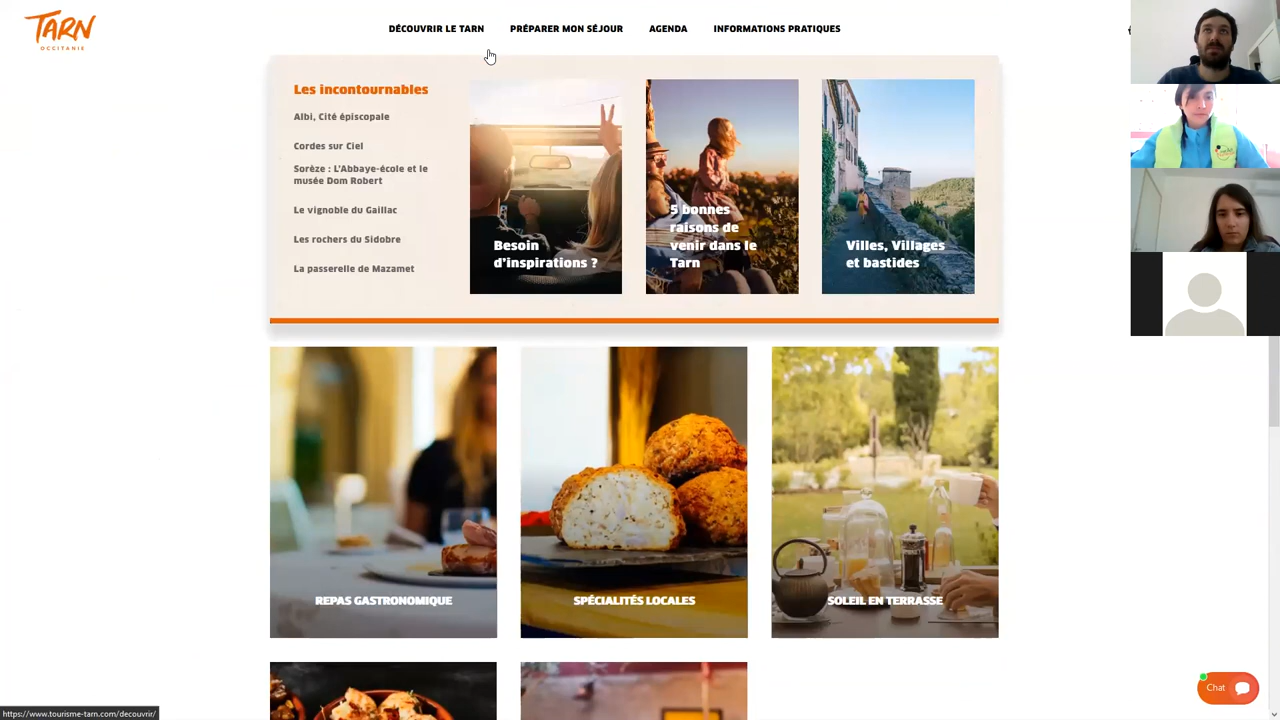 TARN
OCCITANIE
DÉCOUVRIR LE TARN
PRÉPARER MON SÉJOUR
AGENDA
INFORMATIONS PRATIQUES
Les incontournables
Albi, Cité épiscopale
Cordes sur Ciel
Sorèze : L'Abbaye-école et le
musée Dom Robert
Le vignoble du Gaillac
Les rochers du Sidobre
La passerelle de Mazamet
Besoin
d'inspirations ?
5 bonnes
raisons de
venir dans le
Tarn
Villes, Villages
et bastides
REPAS GASTRONOMIQUE
SPÉCIALITÉS LOCALES
SOLEIL EN TERRASSE
Chat
https://www.tourisme-tarn.com/decouvrir/